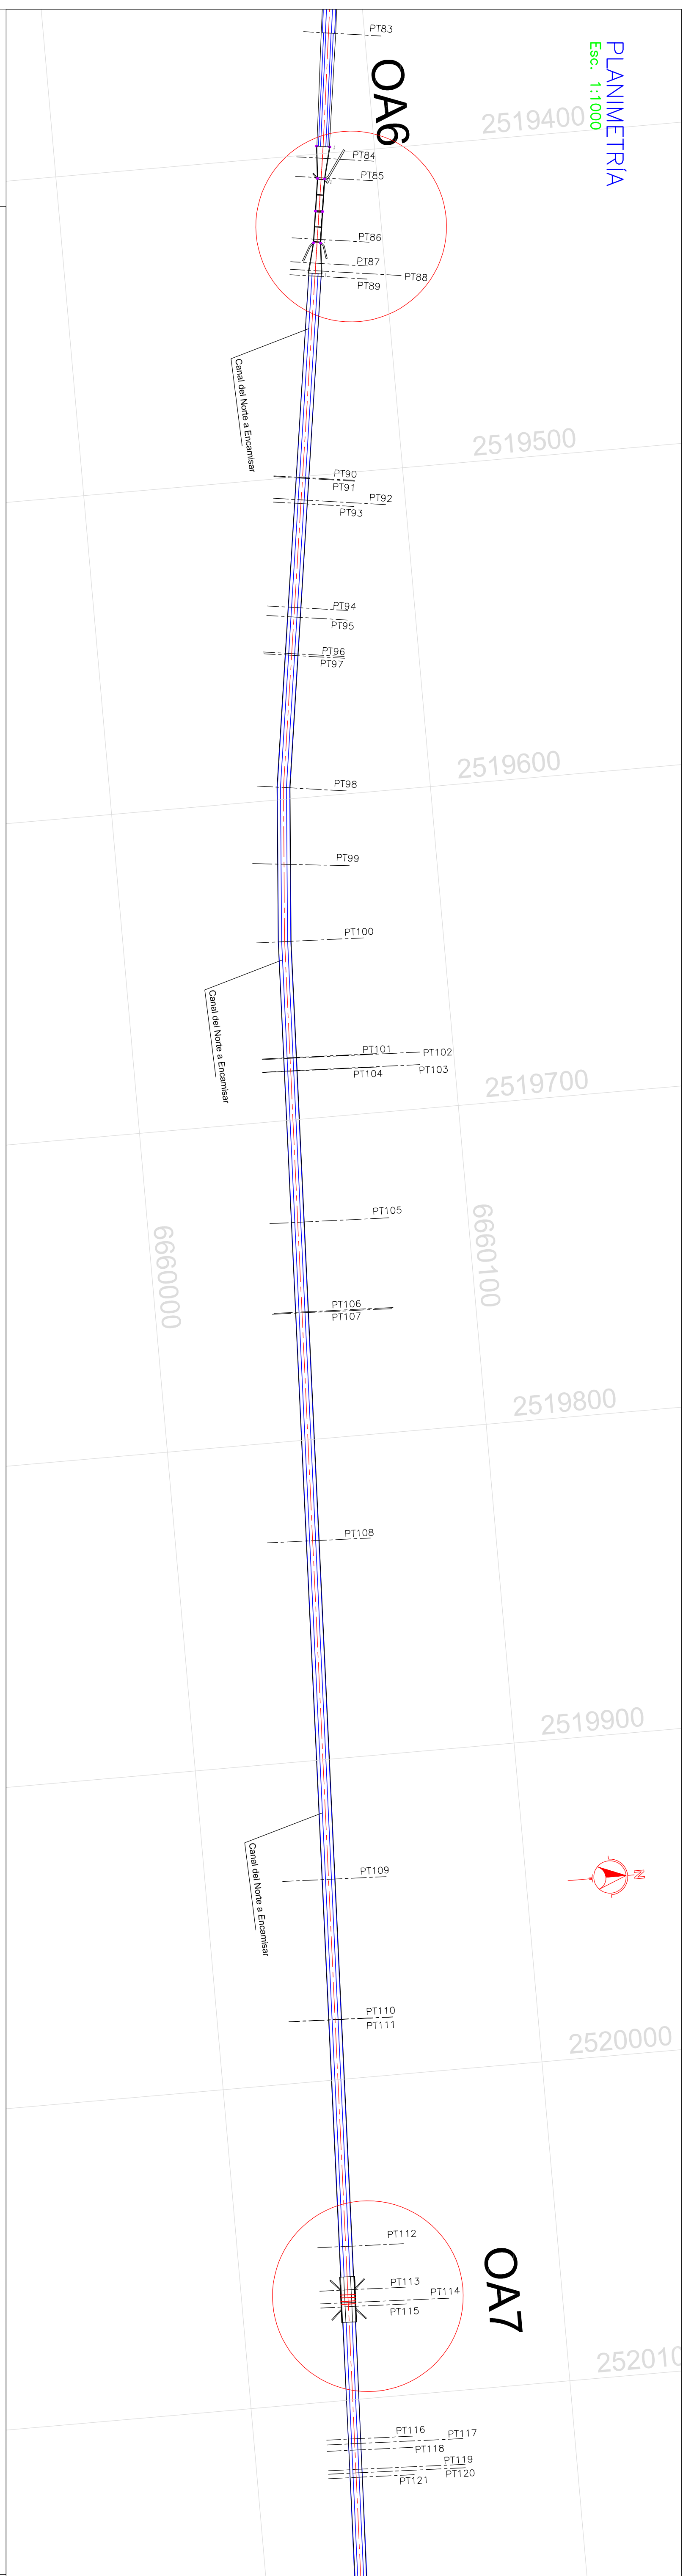 PLANIMETRÍA
Esc. 1:1000
PT83
OA6
2519400
PT84
PT85
PT86
PT87
PT88
PT89
Canal del Norte a Encamisar
2519500
PT90
PT91
PT92
PT93
PT94
PT95
PT96
PT97
2519600
PT98
PT99
PT100
Canal del Norte a Encamisar
PT101
PT102
PT103
PT104
2519700
6660000
6660100
PT105
PT106
PT107
2519800
PT108
2519900
Canal del Norte a Encamisar
PT109
N
PT110
PT111
2520000
PT112
OA7
PT113
PT114
PT115
252010
PT116
PT117
PT118
PT119
PT120
PT121